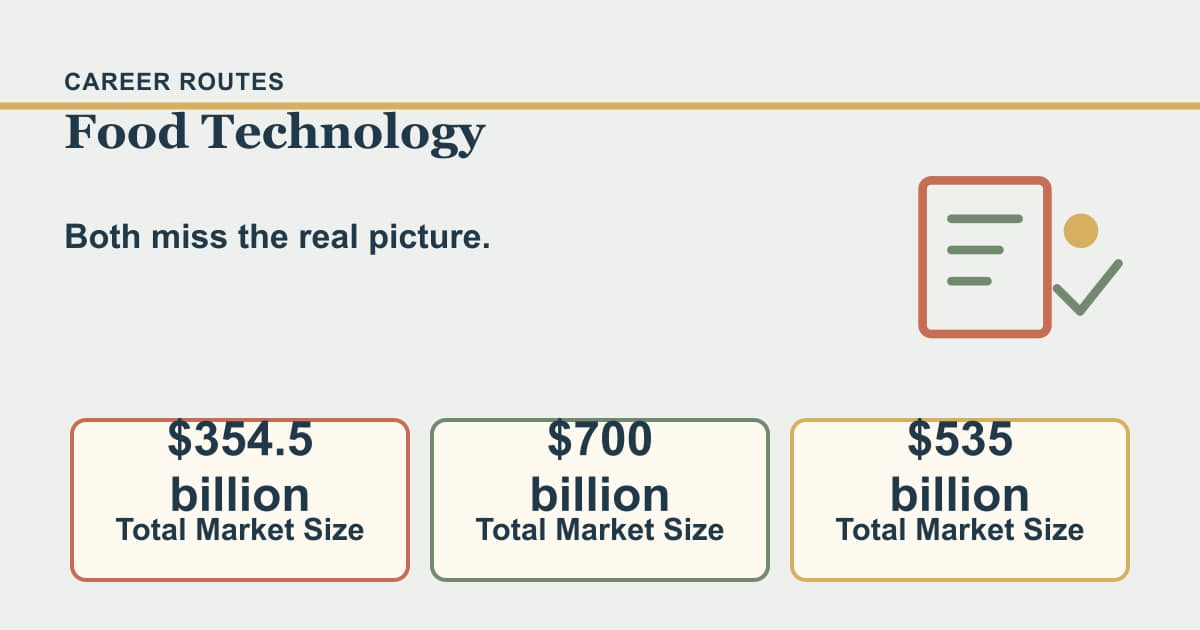 CAREER ROUTES
Food Technology
Both miss the real picture.
$354.5
billion
Total Market Size
$700
billion
Total Market Size
$535
billion
Total Market Size